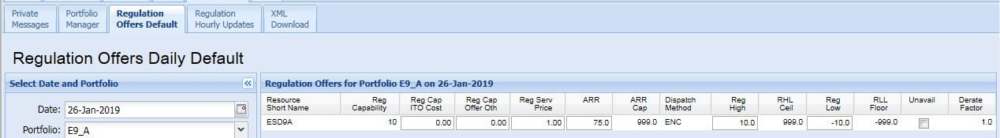 Private Messages
Portfolio Manager
Regulation Offers Default
Regulation Hourly Updates
XML Download
Regulation Offers Daily Default
Select Date and Portfolio
Date: 26-Jan-2019
Portfolio: E9_A
Regulation Offers for Portfolio E9_A on 26-Jan-2019
Resource Short Name Reg Capability Reg Cap ITO Cost Reg Cap Offer Oth Reg Serv Price ARR ARR Cap Dispatch Method Reg High RHL Ceil Reg Low RLL Floor Unavail Derate Factor
ESD9A 10 0.00 0.00 1.00 75.0 999.0 ENC 10.0 999.0 -10.0 -999.0 1.0